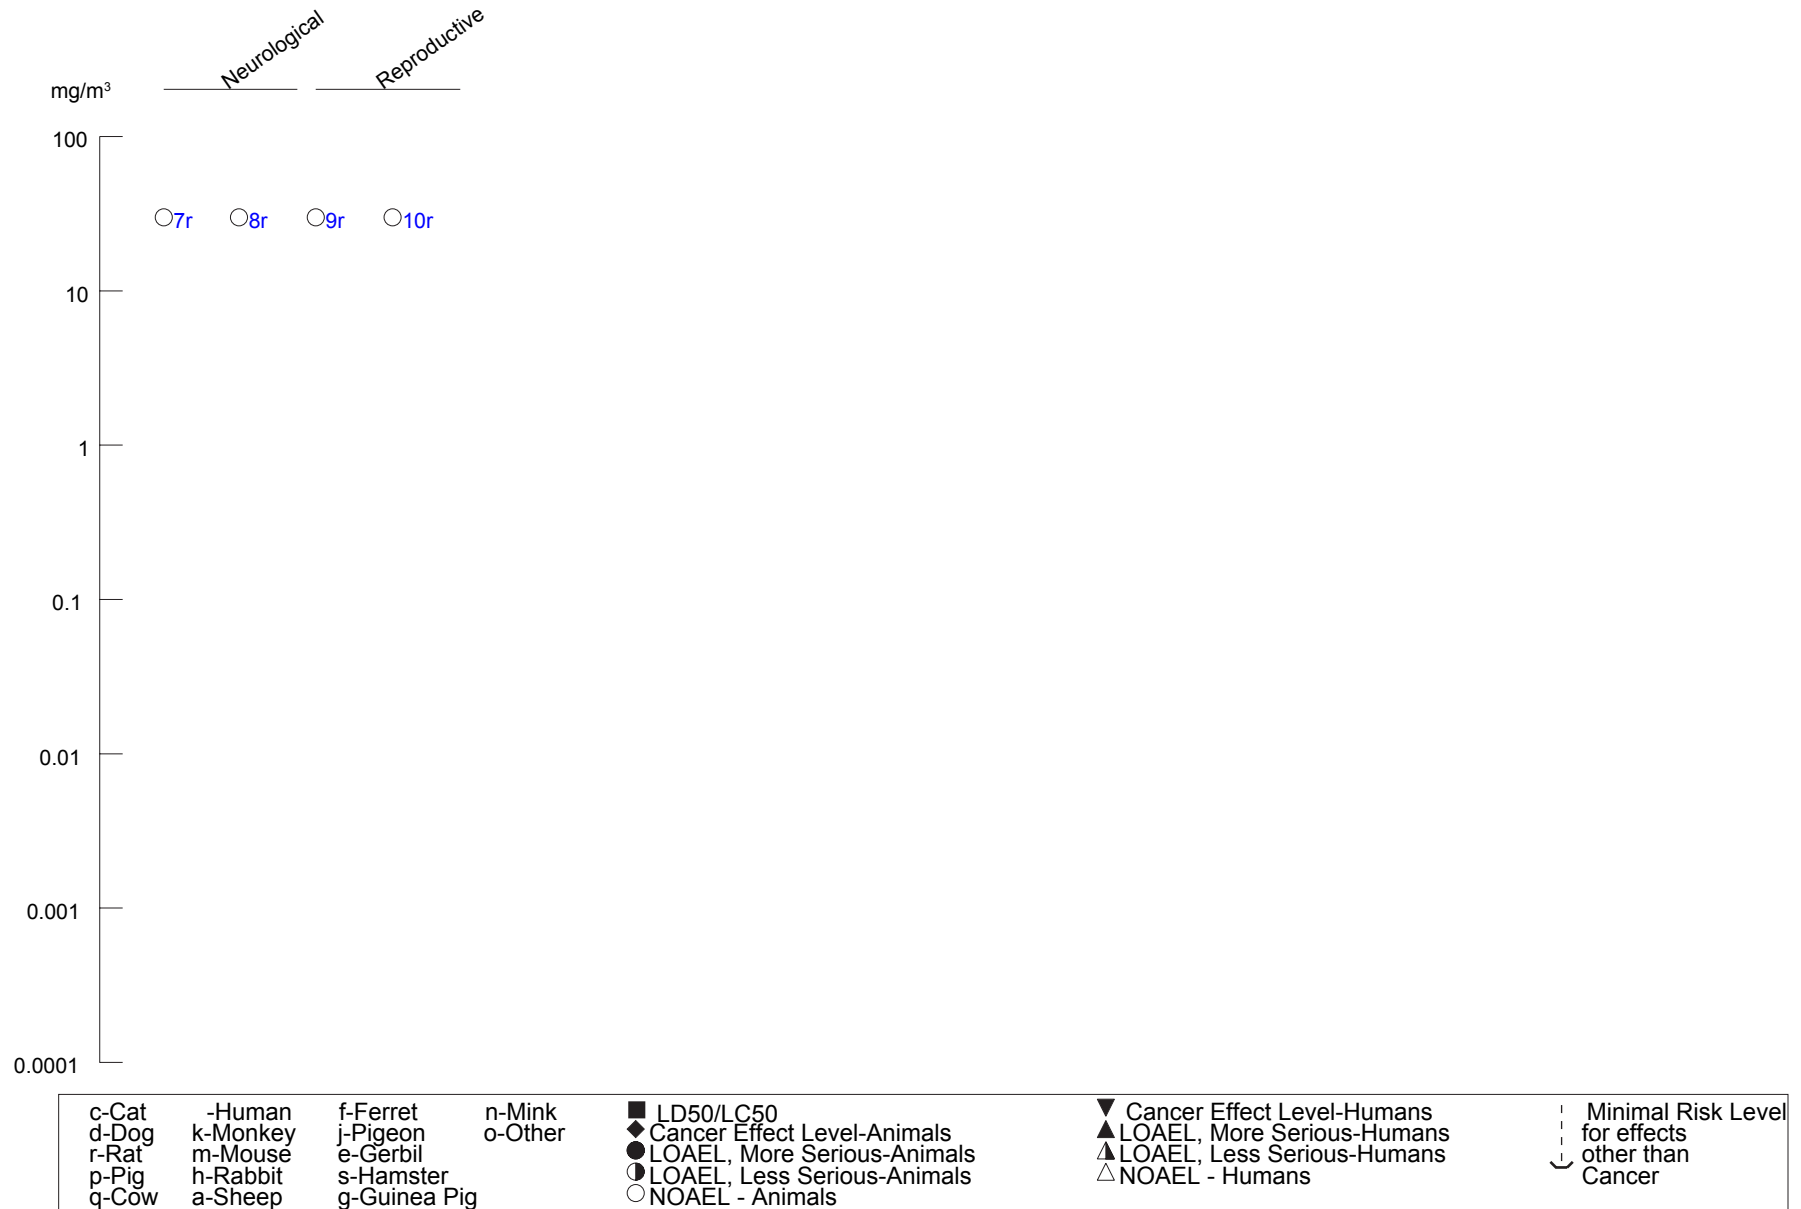 Neurological
Reproductive
mg/m³
100
7r 8r 9r 10r
10
1
0.1
0.01
0.001
0.0001
c-Cat -Human f-Ferret n-Mink LD50/LC50 Cancer Effect Level-Humans Minimal Risk Level
d-Dog k-Monkey j-Pigeon o-Other Cancer Effect Level-Animals LOAEL, More Serious-Humans for effects
r-Rat m-Mouse e-Gerbil LOAEL, More Serious-Animals LOAEL, Less Serious-Humans other than
p-Pig h-Rabbit s-Hamster LOAEL, Less Serious-Animals NOAEL - Humans Cancer
q-Cow a-Sheep g-Guinea Pig NOAEL - Animals